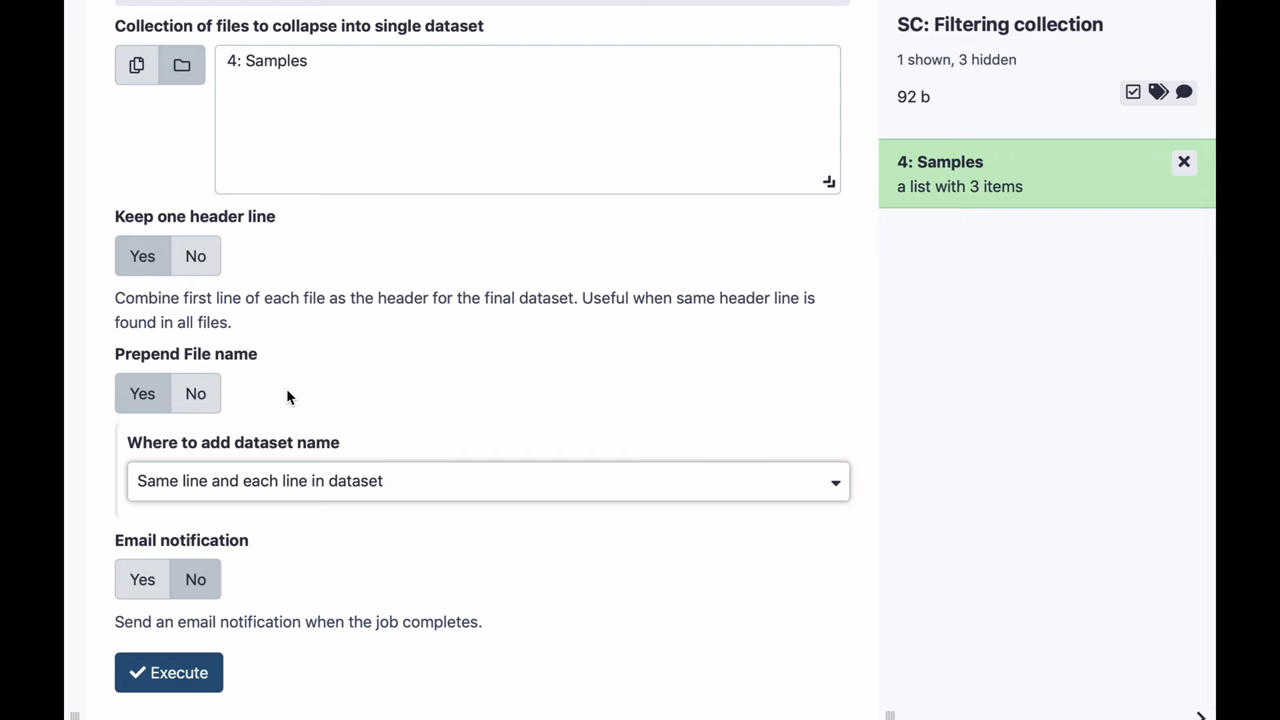 Collection of files to collapse into single dataset
4: Samples
Keep one header line
Yes No
Combine first line of each file as the header for the final dataset. Useful when same header line is
found in all files.
Prepend File name
Yes No
Where to add dataset name
Same line and each line in dataset
Email notification
Yes No
Send an email notification when the job completes.
Execute
SC: Filtering collection
1 shown, 3 hidden
92 b
4: Samples
a list with 3 items